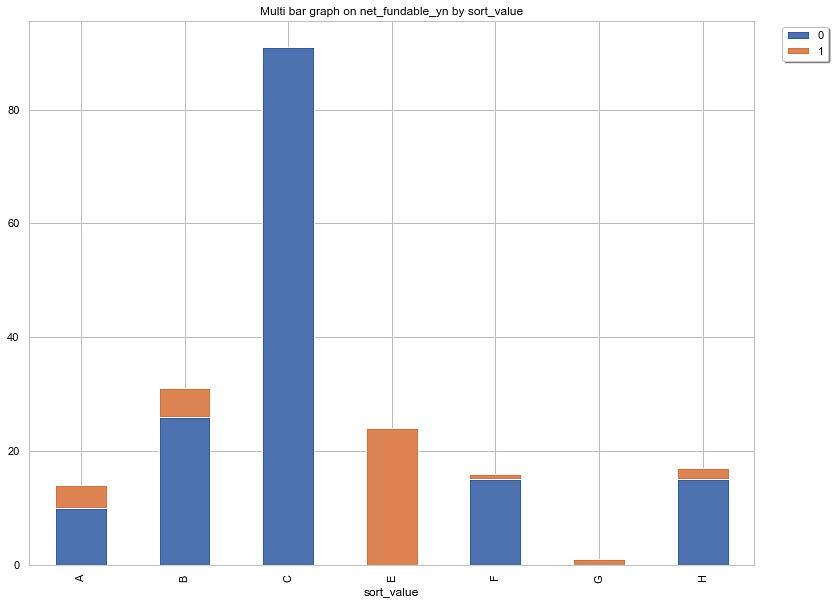 Multi bar graph on net_fundable_yn by sort_value
0
1
80
60
40
20
0
A
B
C
E
F
G
H
sort_value